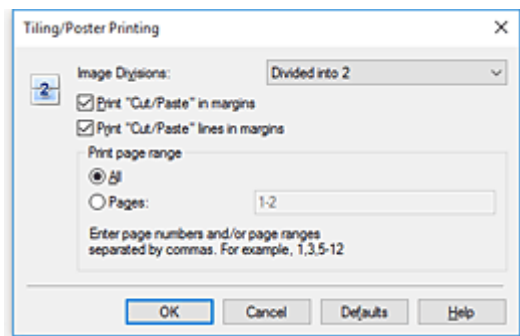 Tiling/Poster Printing
Image Divisions: Divided into 2
2
Print "Cut/Paste" in margins
Print "Cut/Paste" lines in margins
Print page range
All
Pages: 1-2
Enter page numbers and/or page ranges
separated by commas. For example, 1,3,5-12
OK Cancel Defaults Help